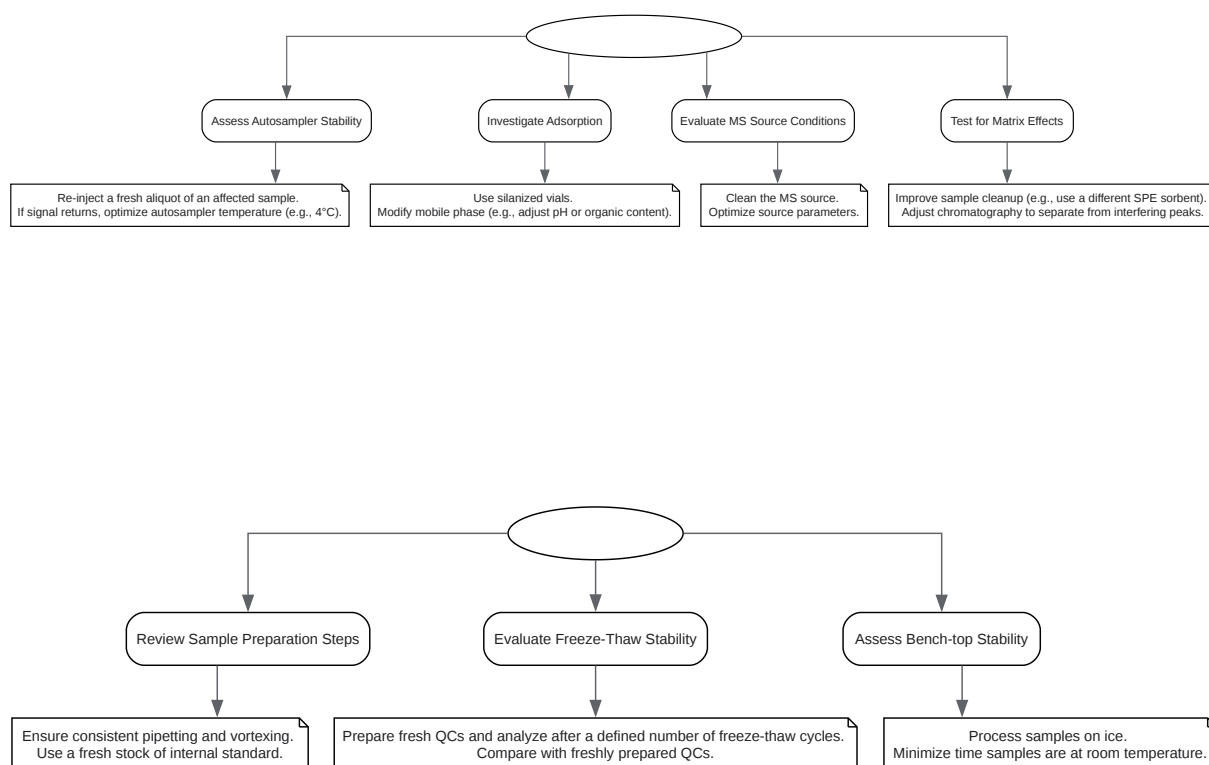 Assess Autosampler Stability
Investigate Adsorption
Evaluate MS Source Conditions
Test for Matrix Effects
Re-inject a fresh aliquot of an affected sample.
If signal returns, optimize autosampler temperature (e.g., 4°C).
Use silanized vials.
Modify mobile phase (e.g., adjust pH or organic content).
Clean the MS source.
Optimize source parameters.
Improve sample cleanup (e.g., use a different SPE sorbent).
Adjust chromatography to separate from interfering peaks.
Review Sample Preparation Steps
Evaluate Freeze-Thaw Stability
Assess Bench-top Stability
Ensure consistent pipetting and vortexing.
Use a fresh stock of internal standard.
Prepare fresh QCs and analyze after a defined number of freeze-thaw cycles.
Compare with freshly prepared QCs.
Process samples on ice.
Minimize time samples are at room temperature.